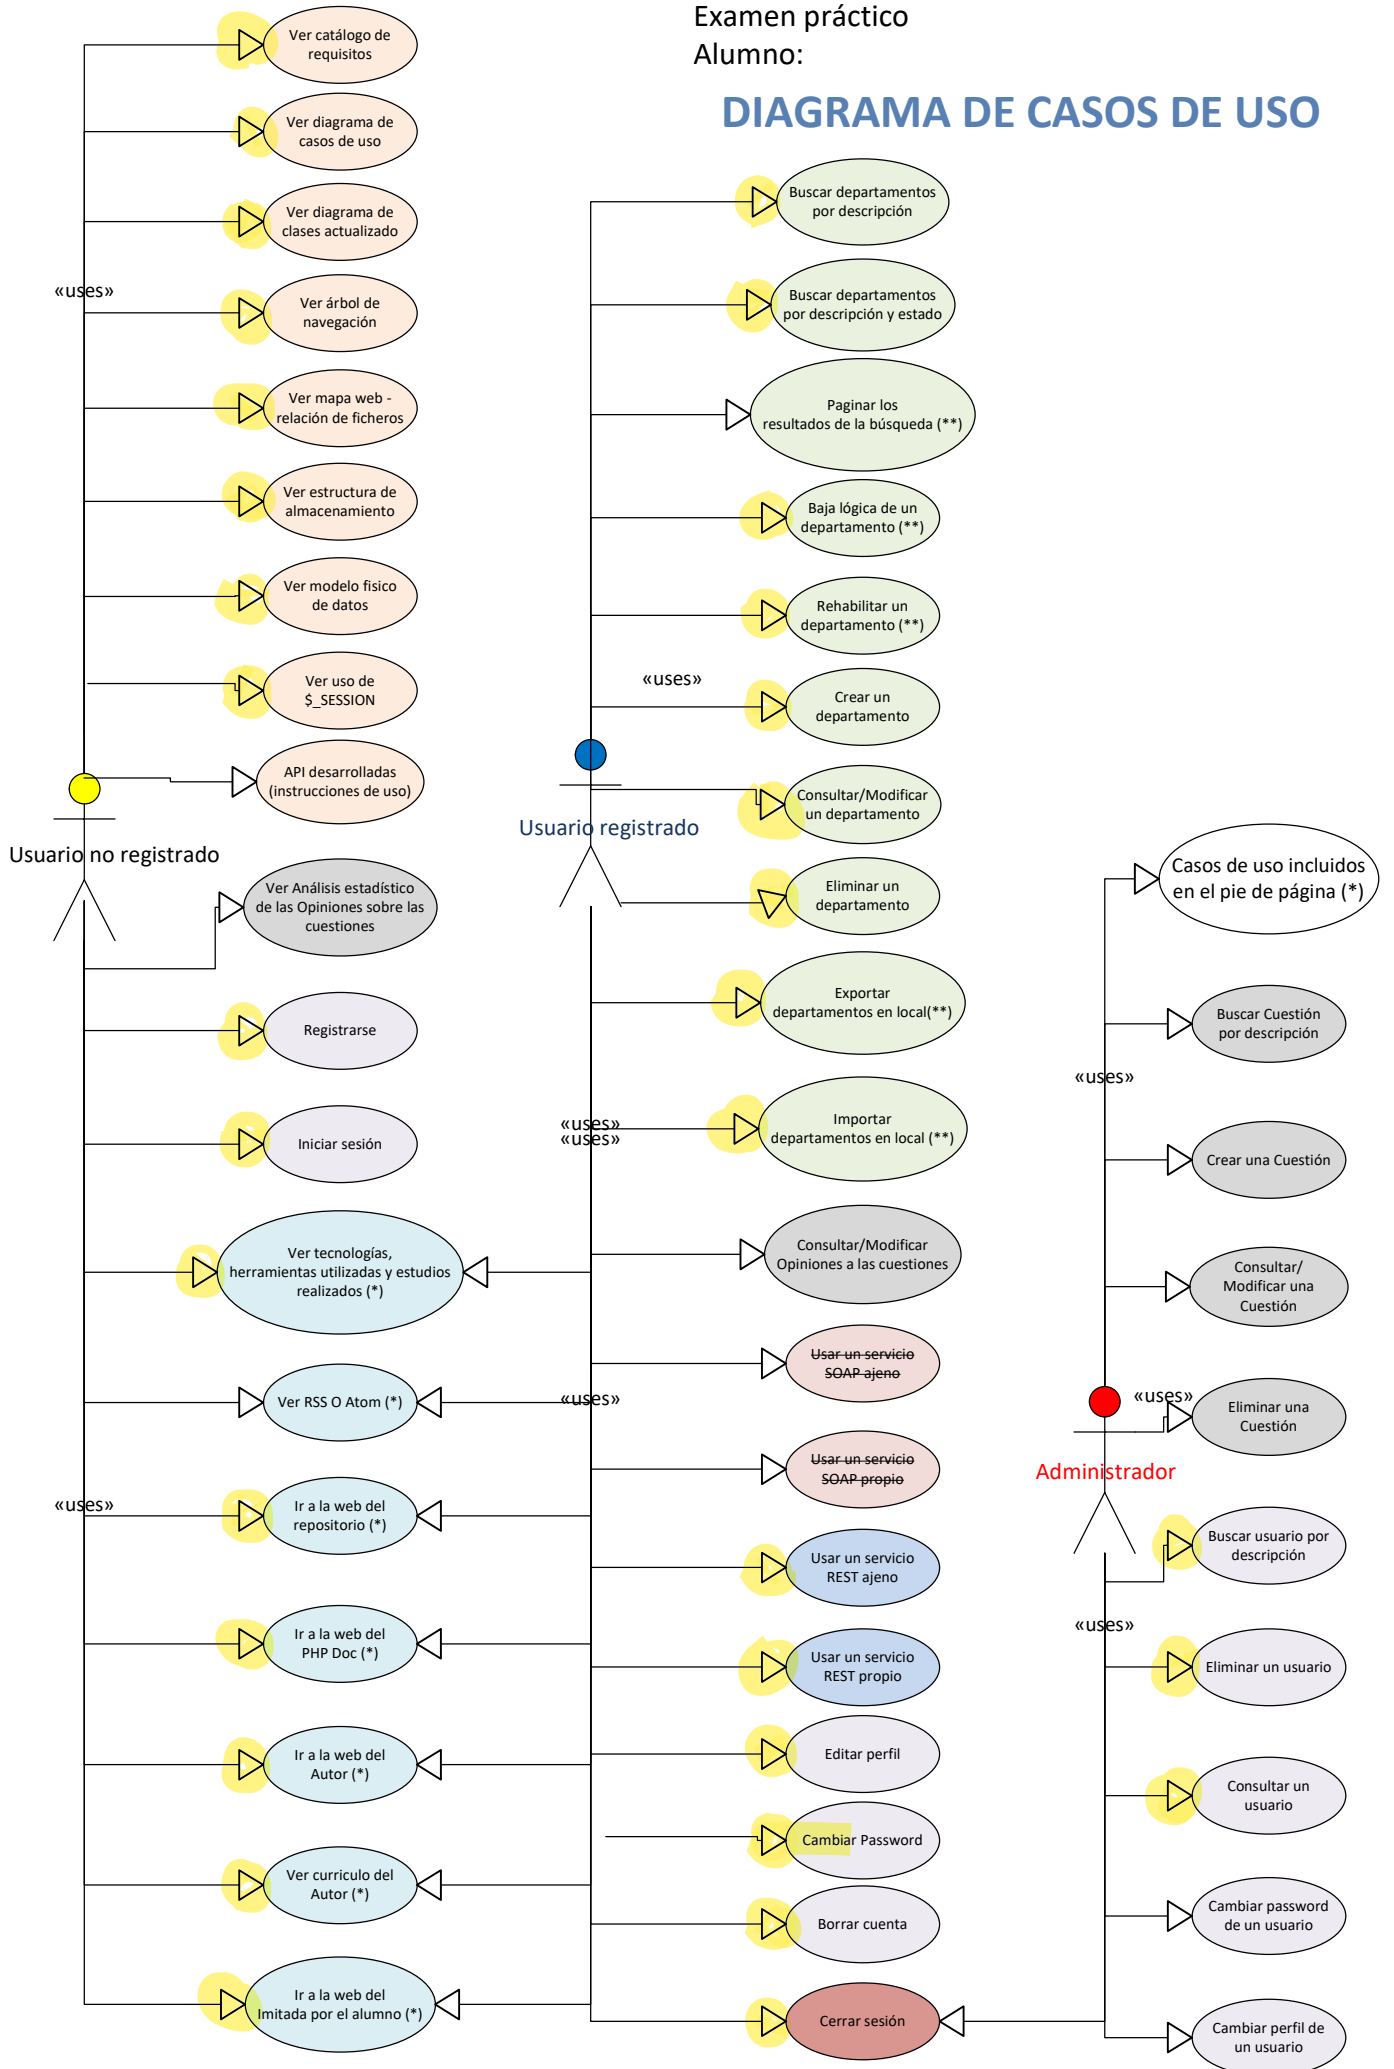 Examen práctico
Alumno:
DIAGRAMA DE CASOS DE USO
Ver catálogo de
requisitos
Ver diagrama de
casos de uso
Ver diagrama de
clases actualizado
«uses»
Ver árbol de
navegación
Ver mapa web -
relación de ficheros
Ver estructura de
almacenamiento
Ver modelo fisico
de datos
Ver uso de
$_SESSION
API desarrolladas
(instrucciones de uso)
Usuario no registrado
Ver Análisis estadístico
de las Opiniones sobre las
cuestiones
Registrarse
Iniciar sesión
Ver tecnologías,
herramientas utilizadas y estudios
realizados (*)
Ver RSS O Atom (*)
«uses»
Ir a la web del
repositorio (*)
Ir a la web del
PHP Doc (*)
Ir a la web del
Autor (*)
Ver curriculo del
Autor (*)
Ir a la web del
Imitada por el alumno (*)
Buscar departamentos
por descripción
Buscar departamentos
por descripción y estado
Paginar los
resultados de la búsqueda (**)
Baja lógica de un
departamento (**)
Rehabilitar un
departamento (**)
«uses»
Crear un
departamento
Consultar/Modificar
un departamento
Usuario registrado
Eliminar un
departamento
Exportar
departamentos en local(**)
«uses»
«uses»
Importar
departamentos en local (**)
Consultar/Modificar
Opiniones a las cuestiones
Usar un servicio
SOAP ajeno
«uses»
Usar un servicio
SOAP propio
Usar un servicio
REST ajeno
Usar un servicio
REST propio
Editar perfil
Cambiar Password
Borrar cuenta
Cerrar sesión
Casos de uso incluidos
en el pie de página (*)
Buscar Cuestión
por descripción
«uses»
Crear una Cuestión
Consultar/
Modificar una
Cuestión
«uses»
Eliminar una
Cuestión
Administrador
Buscar usuario por
descripción
«uses»
Eliminar un usuario
Consultar un
usuario
Cambiar password
de un usuario
Cambiar perfil de
un usuario